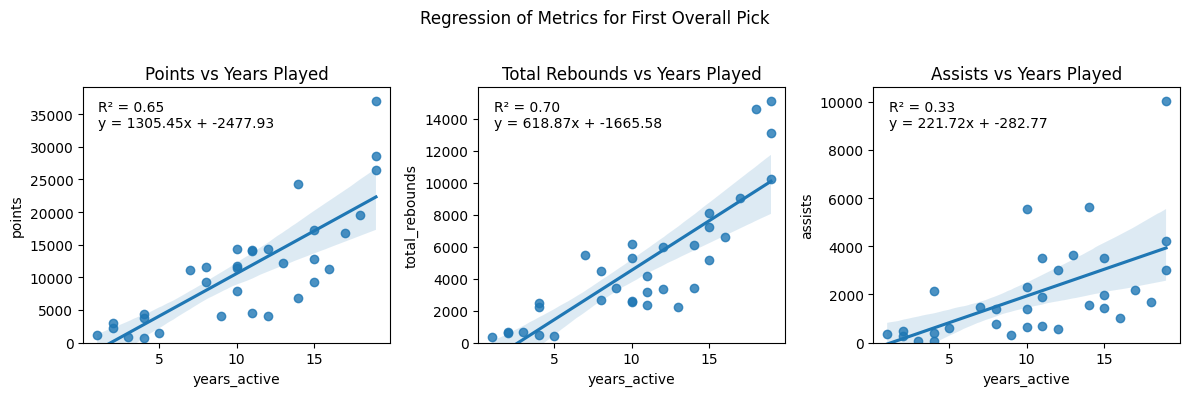 Regression of Metrics for First Overall Pick
Points vs Years Played
R² = 0.65
y = 1305.45x + -2477.93
points
35000
30000
25000
20000
15000
10000
5000
0
5
10
15
years_active
Total Rebounds vs Years Played
R² = 0.70
y = 618.87x + -1665.58
total_rebounds
14000
12000
10000
8000
6000
4000
2000
0
5
10
15
years_active
Assists vs Years Played
R² = 0.33
y = 221.72x + -282.77
assists
10000
8000
6000
4000
2000
0
5
10
15
years_active